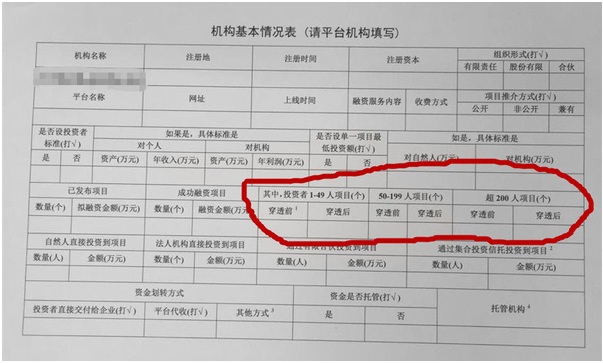 机构基本情况表（请平台机构填写）
机构名称 注册地 注册时间 注册资本 组织形式(打√)
有限责任 股份有限 合伙
平台名称 网址 上线时间 融资服务内容 收费方式 项目推介方式(打√)
公开 非公开 兼有
是否设投资者标准(打√) 如果是，具体标准是 是否设单一项目最低投资额(打√) 如是，具体标准是
对个人 对机构
是 否 资产(万元) 年收入(万元) 资产(万元) 年利润(万元) 是 否 对自然人(万元) 对机构(万元)
已发布项目 成功融资项目 其中，投资者 1-49 人项目(个) 50-199 人项目(个) 超 200 人项目(个)
数量(个) 拟融资金额(万元) 数量(个) 融资金额(万元) 穿透前1 穿透后 穿透前 穿透后 穿透前 穿透后
自然人直接投资到项目 法人机构直接投资到项目 通过有限合伙投资到项目 通过集合投资信托投资到项目2
数量(人) 金额(万元) 数量(个) 金额(万元) 数量(人) 金额(万元) 数量(人) 金额(万元)
资金划转方式 资金是否托管(打√) 托管机构4
投资者直接交付给企业(打√) 平台代收(打√) 其他方式3 是 否